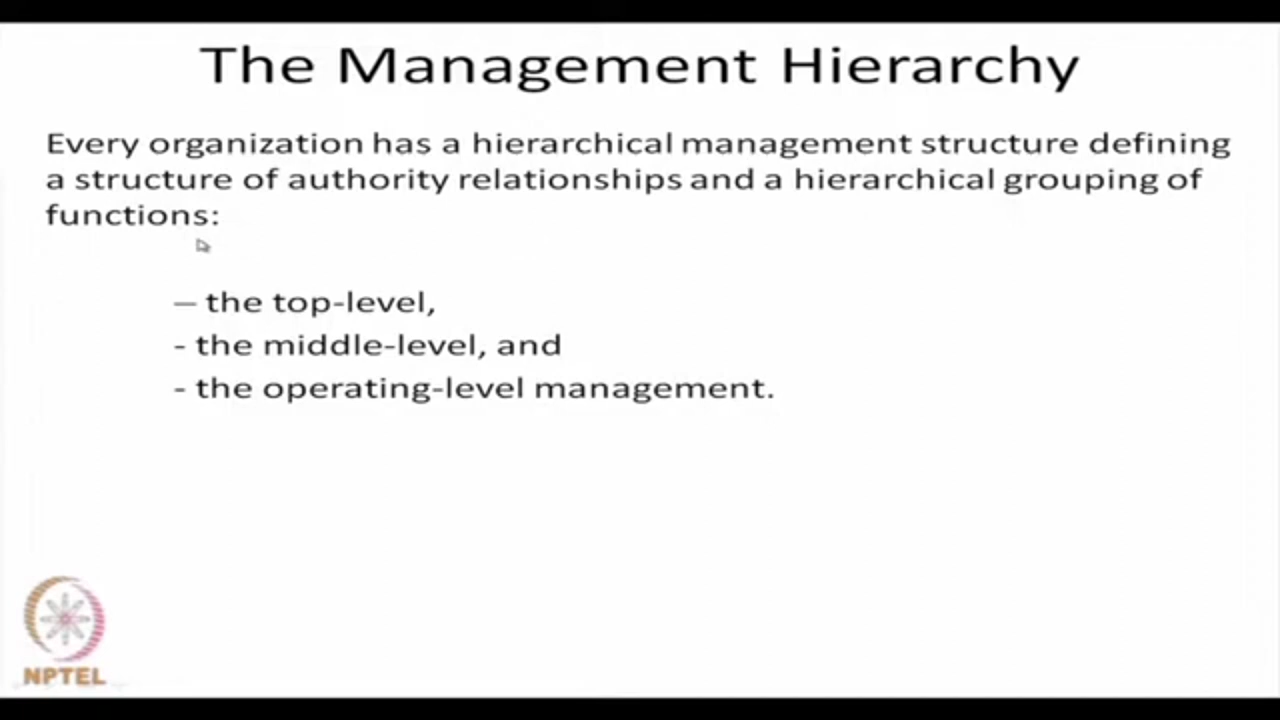 The Management Hierarchy
Every organization has a hierarchical management structure defining
a structure of authority relationships and a hierarchical grouping of
functions:
– the top-level,
- the middle-level, and
- the operating-level management.
NPTEL